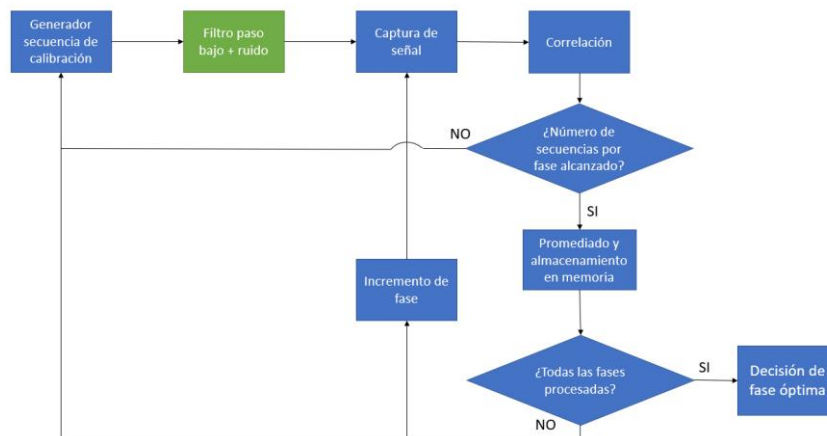 Generador
secuencia de
calibración
Filtro paso
bajo + ruido
Captura de
señal
Correlación
NO
¿Número de
secuencias por
fase alcanzado?
SI
Promediado y
almacenamiento
en memoria
Incremento de
fase
¿Todas las fases
procesadas?
SI
Decisión de
fase óptima
NO